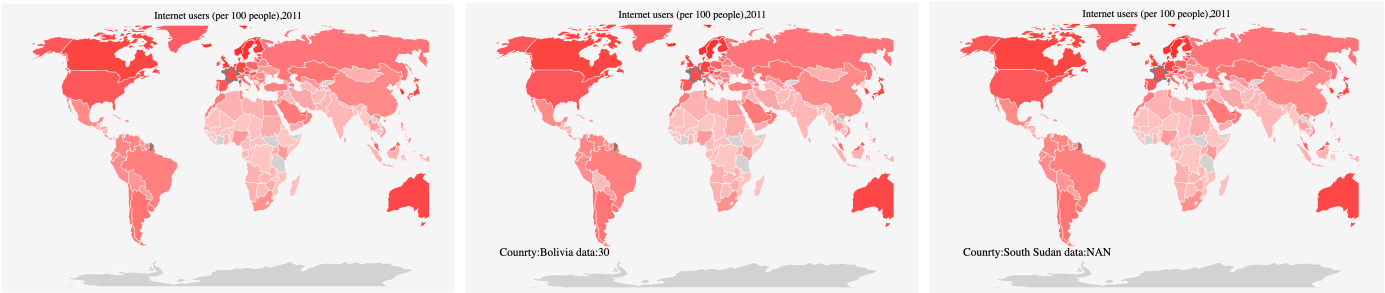 Internet users (per 100 people),2011
Internet users (per 100 people),2011
Counrty:Bolivia data:30
Internet users (per 100 people),2011
Counrty:South Sudan data:NAN